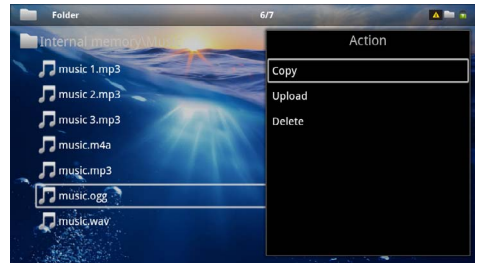 Folder 6/7
Internal memory\Mus
music 1.mp3
music 2.mp3
music 3.mp3
music.m4a
music.mp3
music.ogg
music.wav
Action
Copy
Upload
Delete